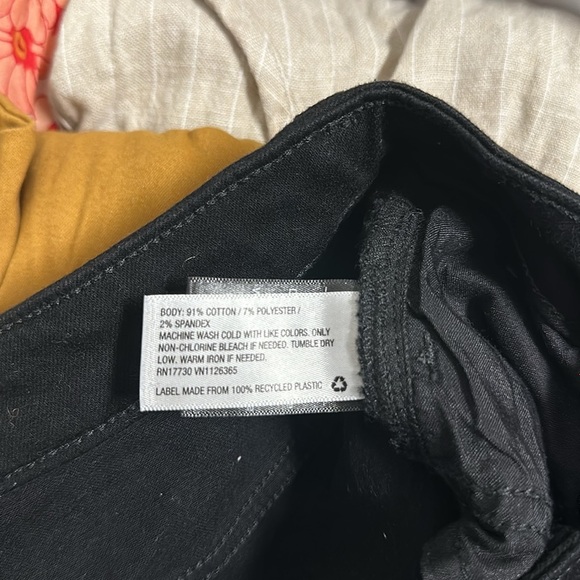 BODY: 91% COTTON / 7% POLYESTER /
2% SPANDEX
MACHINE WASH COLD WITH LIKE COLORS. ONLY
NON-CHLORINE BLEACH IF NEEDED. TUMBLE DRY
LOW. WARM IRON IF NEEDED.
RN17730 VN1126365
LABEL MADE FROM 100% RECYCLED PLASTIC